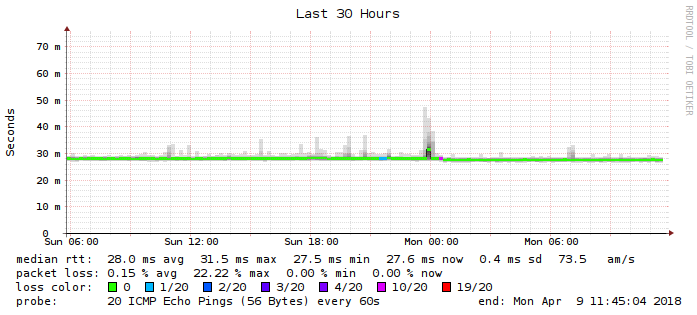 Last 30 Hours
RRDTOOL / TOBI OETIKER
Seconds
70 m
60 m
50 m
40 m
30 m
20 m
10 m
0
Sun 06:00 Sun 12:00 Sun 18:00 Mon 00:00 Mon 06:00
median rtt: 28.0 ms avg 31.5 ms max 27.5 ms min 27.6 ms now 0.4 ms sd 73.5 am/s
packet loss: 0.15 % avg 22.22 % max 0.00 % min 0.00 % now
loss color: 0 1/20 2/20 3/20 4/20 10/20 19/20
probe: 20 ICMP Echo Pings (56 Bytes) every 60s end: Mon Apr 9 11:45:04 2018